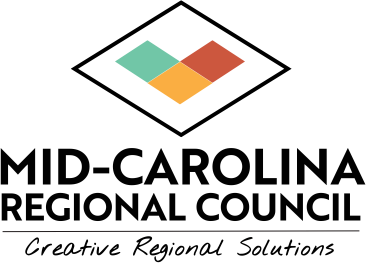 MID-CAROLINA
REGIONAL COUNCIL
Creative Regional Solutions